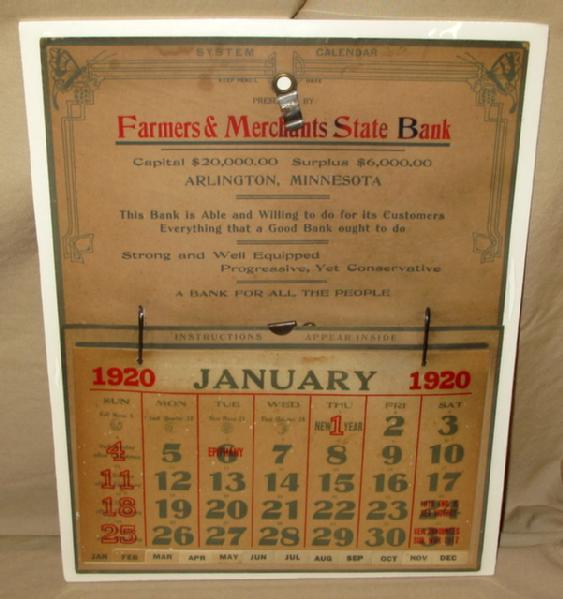 SYSTEM CALENDAR
KEEP PENCIL HERE
BY
Farmers & Merchants State Bank
Capital $20,000.00 Surplus $6,000.00
ARLINGTON, MINNESOTA
This Bank is Able and Willing to do for its Customers
Everything that a Good Bank ought to do
Strong and Well Equipped
Progressive, Yet Conservative
A BANK FOR ALL THE PEOPLE
INSTRUCTIONS APPEAR INSIDE
1920 JANUARY 1920
SUN MON TUE WED THU FRI SAT
NEW 1 YEAR 2 3
4 5 6 EPIPHANY 7 8 9 10
11 12 13 14 15 16 17
18 19 20 21 22 23
25 26 27 28 29 30
JAN FEB MAR APR MAY JUN JUL AUG SEP OCT NOV DEC